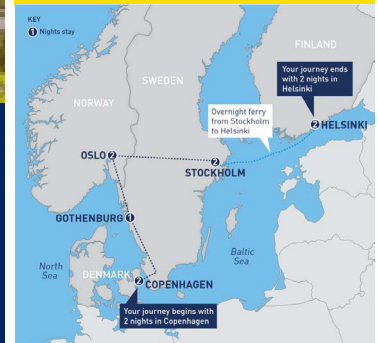 KEY
1 Nights stay
FINLAND
SWEDEN
NORWAY
Your journey ends
with 2 nights in
Helsinki
Overnight ferry
from Stockholm
to Helsinki
2 HELSINKI
OSLO 2
2
STOCKHOLM
GOTHENBURG 1
Baltic
Sea
North
Sea
DENMARK
2 COPENHAGEN
Your journey begins with
2 nights in Copenhagen